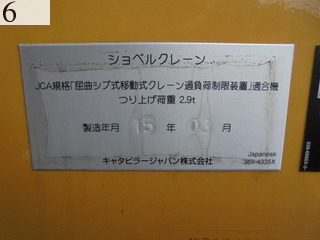 6
ショベルクレーン
JCA規格「屈曲ジブ式移動式クレーン過負荷制限装置」適合機
つり上げ荷重 2.9t
製造年月 15 年 03 月
キャタピラージャパン株式会社
Japanese
369-4335X